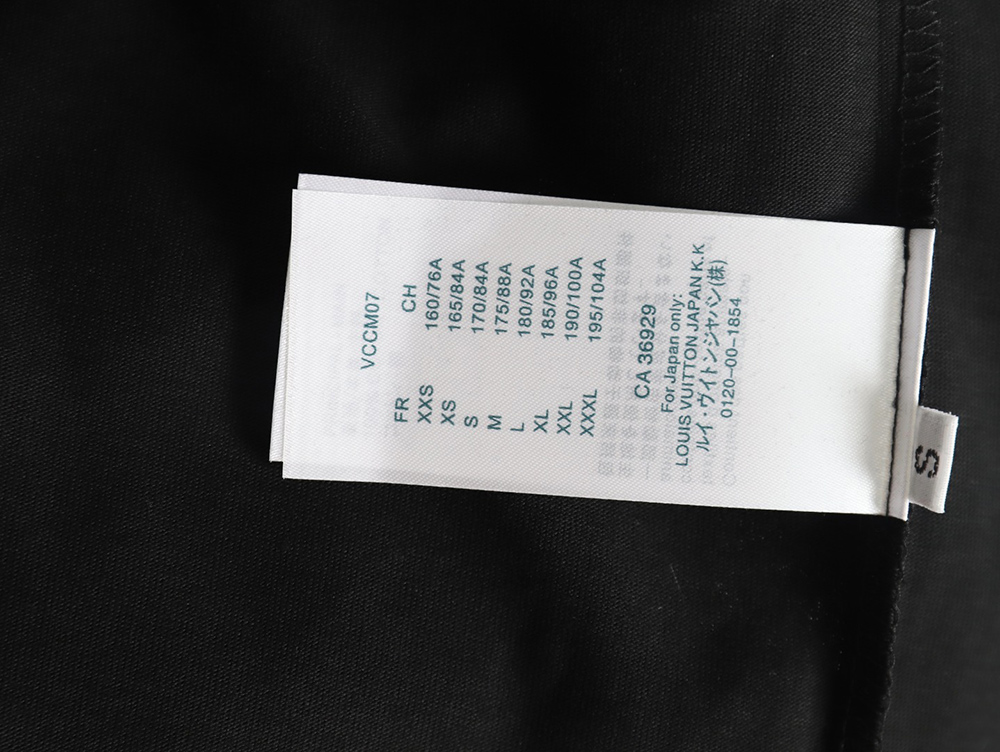 VCCM07
FR CH
XXS 160/76A
XS 165/84A
S 170/84A
M 175/88A
L 180/92A
XL 185/96A
XXL 190/100A
XXXL 195/104A
CA 36929
For Japan only:
LOUIS VUITTON JAPAN K.K
ルイ・ヴィトンジャパン(株)
0120-00-1854
S